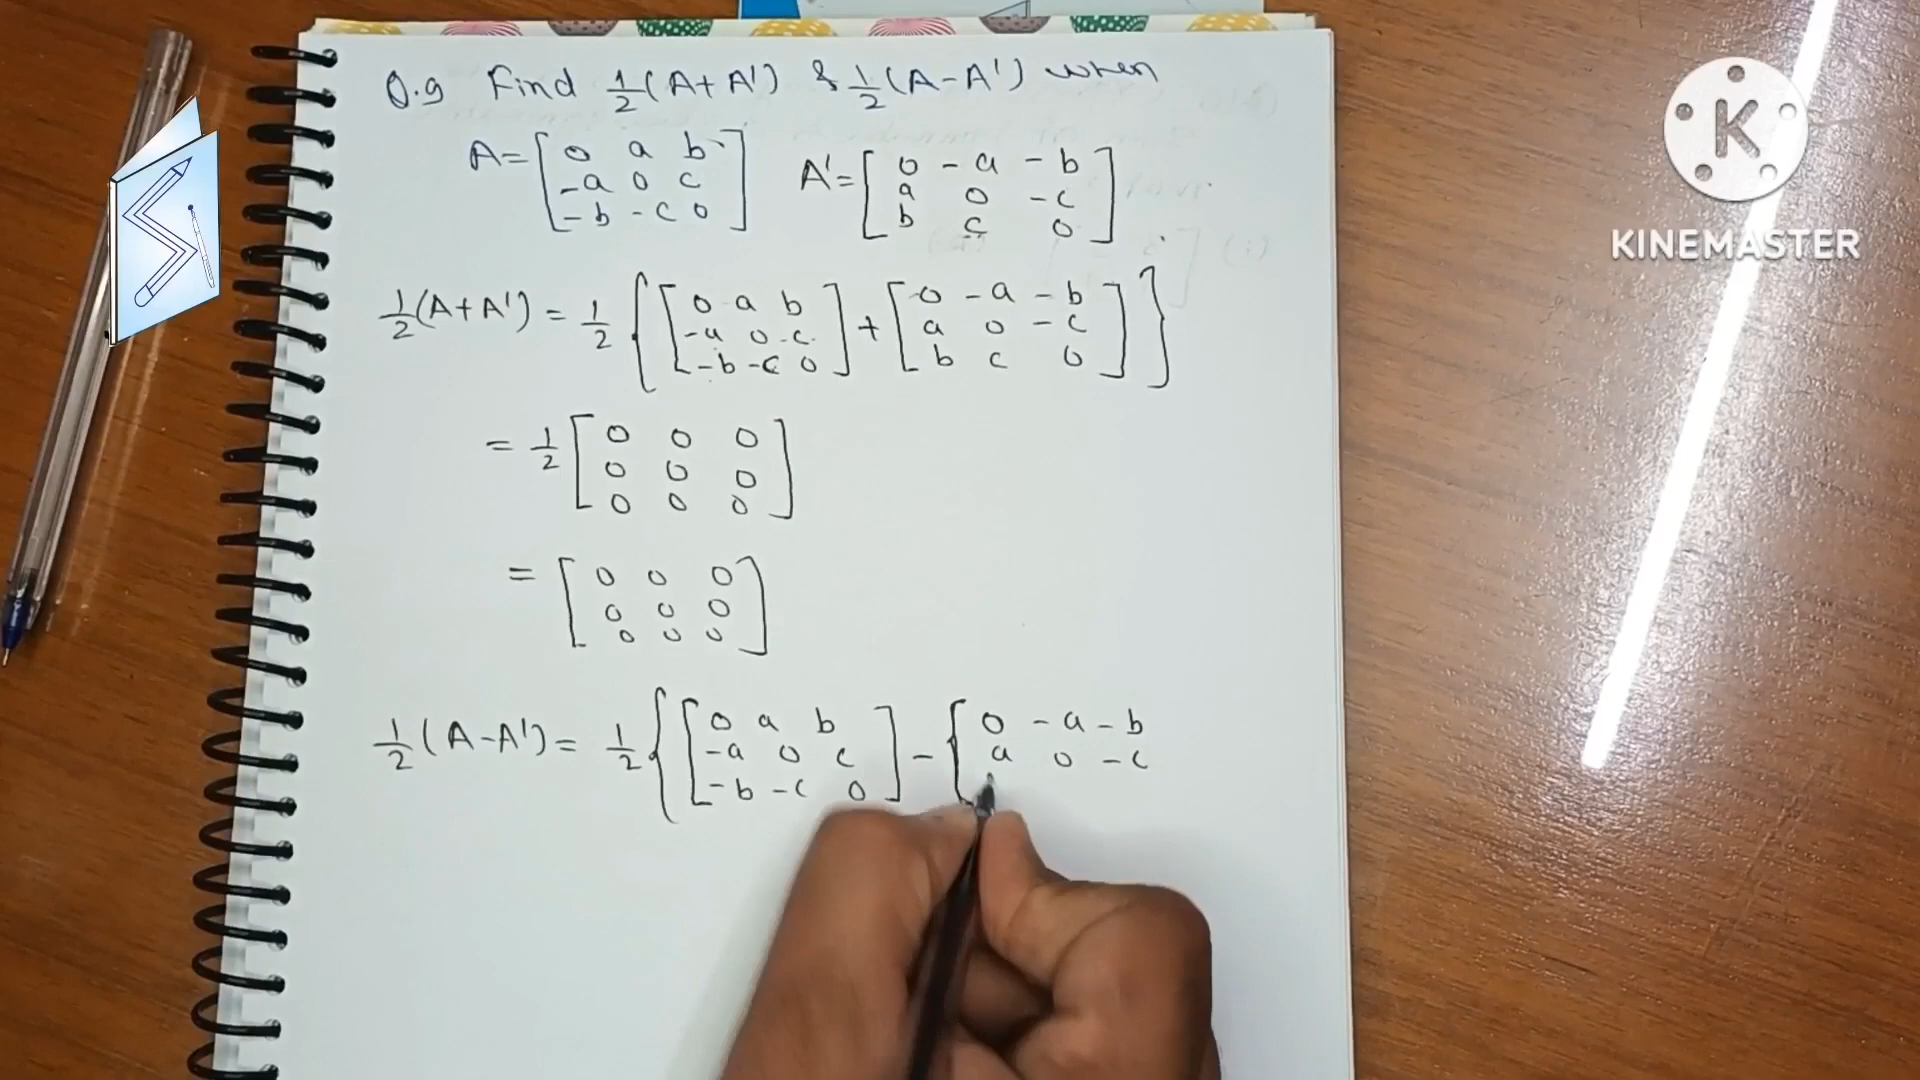 Q.9 Find 1/2(A+A') & 1/2(A-A') when
A=[0 a b A'=[0 -a -b
-a 0 c a 0 -c
-b -c 0] b c 0]
1/2(A+A') = 1/2{[0 a b] + [0 -a -b]}
-a 0 c a 0 -c
-b -c 0 b c 0
= 1/2[0 0 0
0 0 0
0 0 0]
= [0 0 0
0 0 0
0 0 0]
1/2(A-A') = 1/2{[0 a b] - [0 -a -b
-a 0 c a 0 -c
-b -c 0
K
KINEMASTER